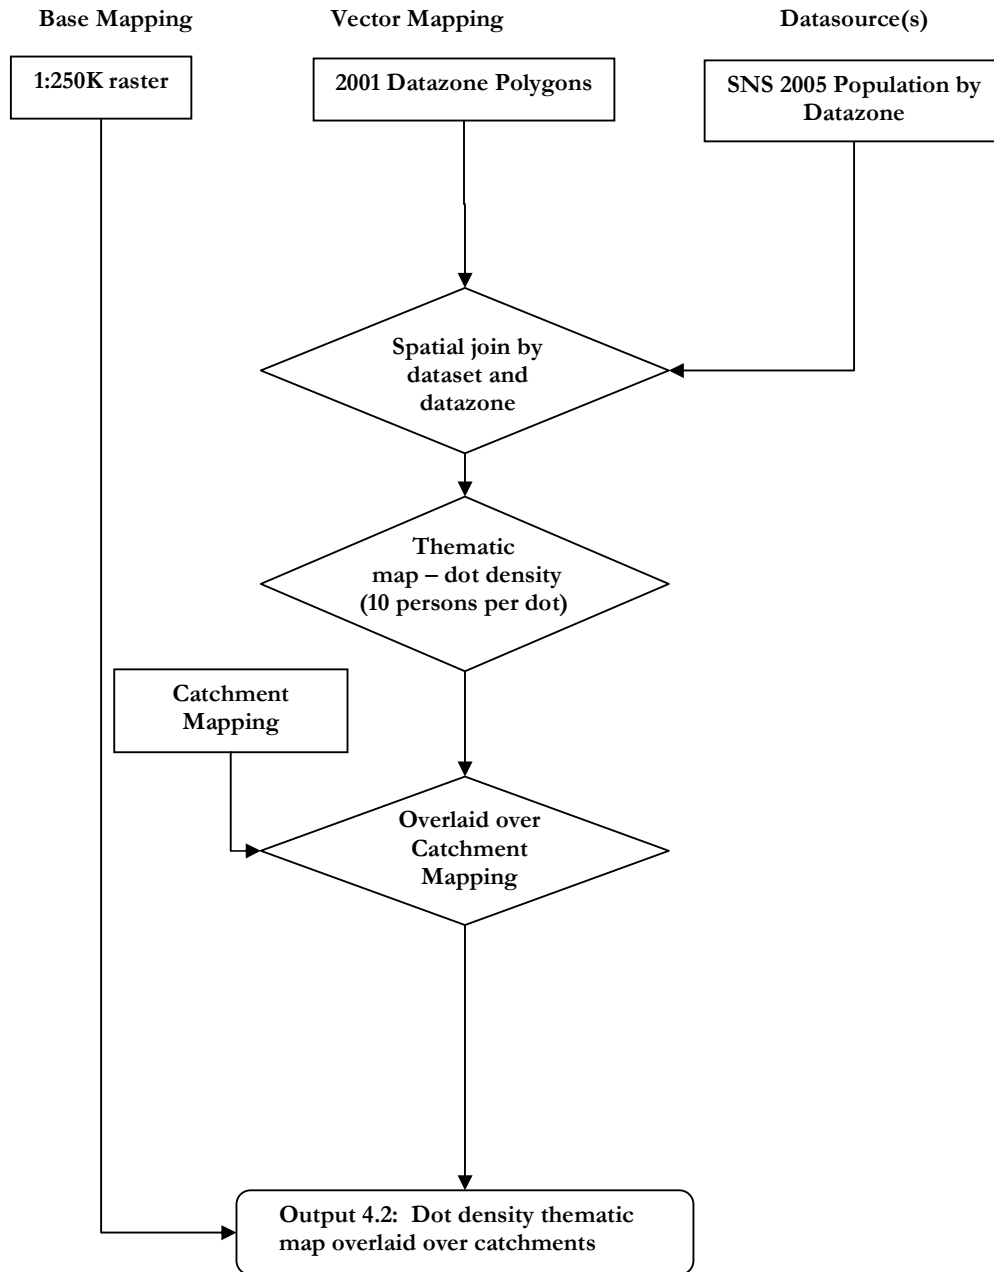 Base Mapping
Vector Mapping
Datasource(s)
1:250K raster
2001 Datazone Polygons
SNS 2005 Population by
Datazone
Spatial join by
dataset and
datazone
Thematic
map – dot density
(10 persons per dot)
Catchment
Mapping
Overlaid over
Catchment
Mapping
Output 4.2:  Dot density thematic
map overlaid over catchments